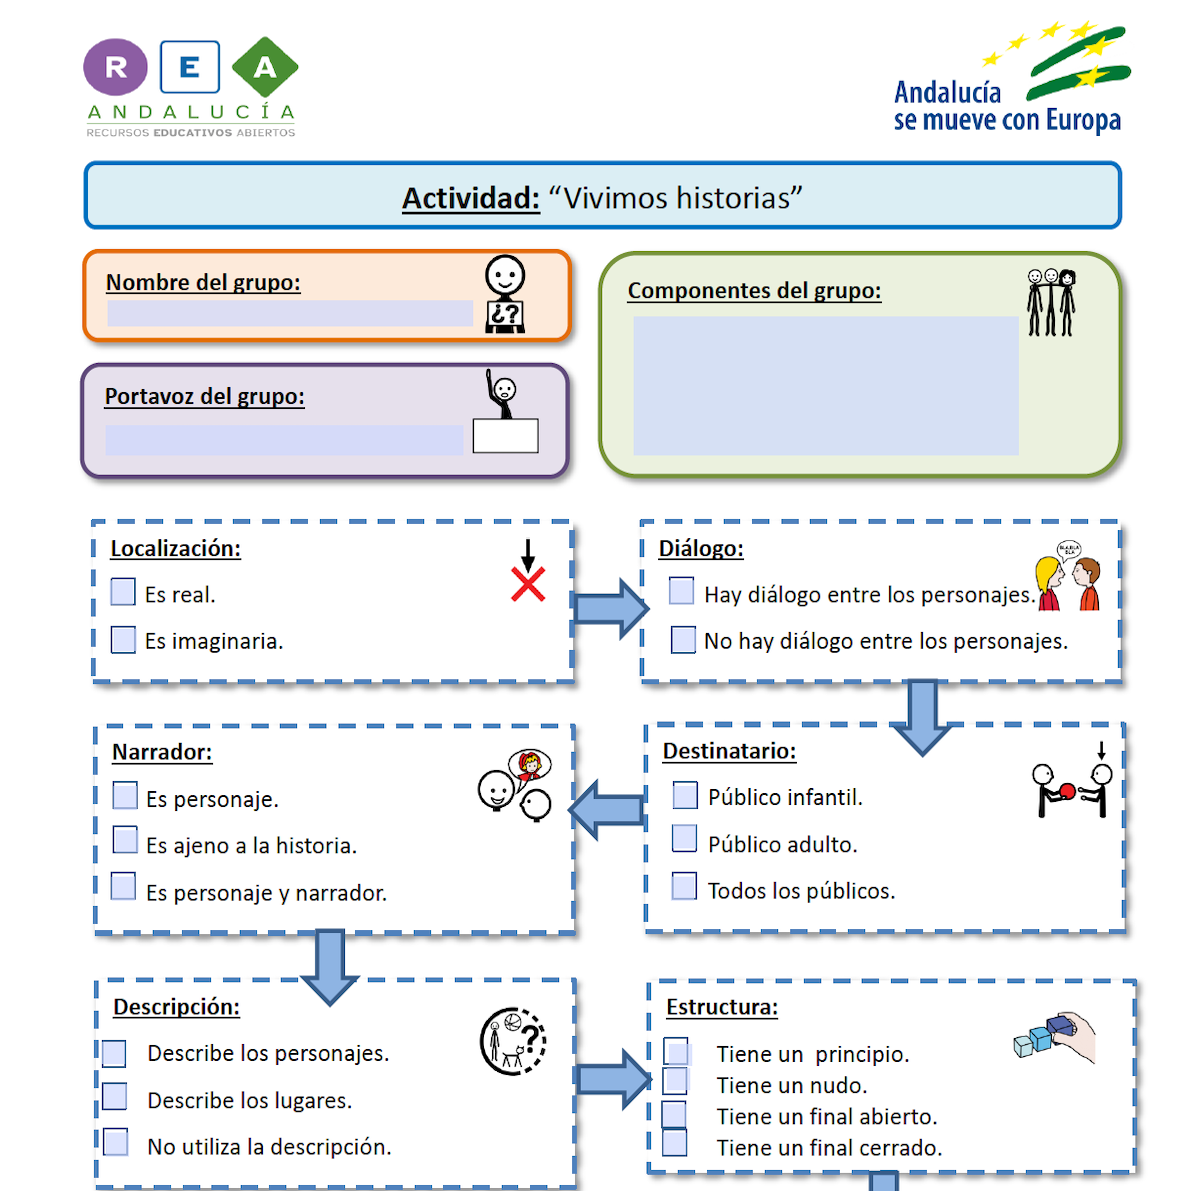 R E A
ANDALUCÍA
RECURSOS EDUCATIVOS ABIERTOS
Andalucía
se mueve con Europa
Actividad: “Vivimos historias”
Nombre del grupo:
¿?
Componentes del grupo:
Portavoz del grupo:
Localización:
Es real.
Es imaginaria.
Diálogo:
BLA,BLA
BLA
Hay diálogo entre los personajes.
No hay diálogo entre los personajes.
Narrador:
Es personaje.
Es ajeno a la historia.
Es personaje y narrador.
Destinatario:
Público infantil.
Público adulto.
Todos los públicos.
Descripción:
?
Describe los personajes.
Describe los lugares.
No utiliza la descripción.
Estructura:
Tiene un  principio.
Tiene un nudo.
Tiene un final abierto.
Tiene un final cerrado.